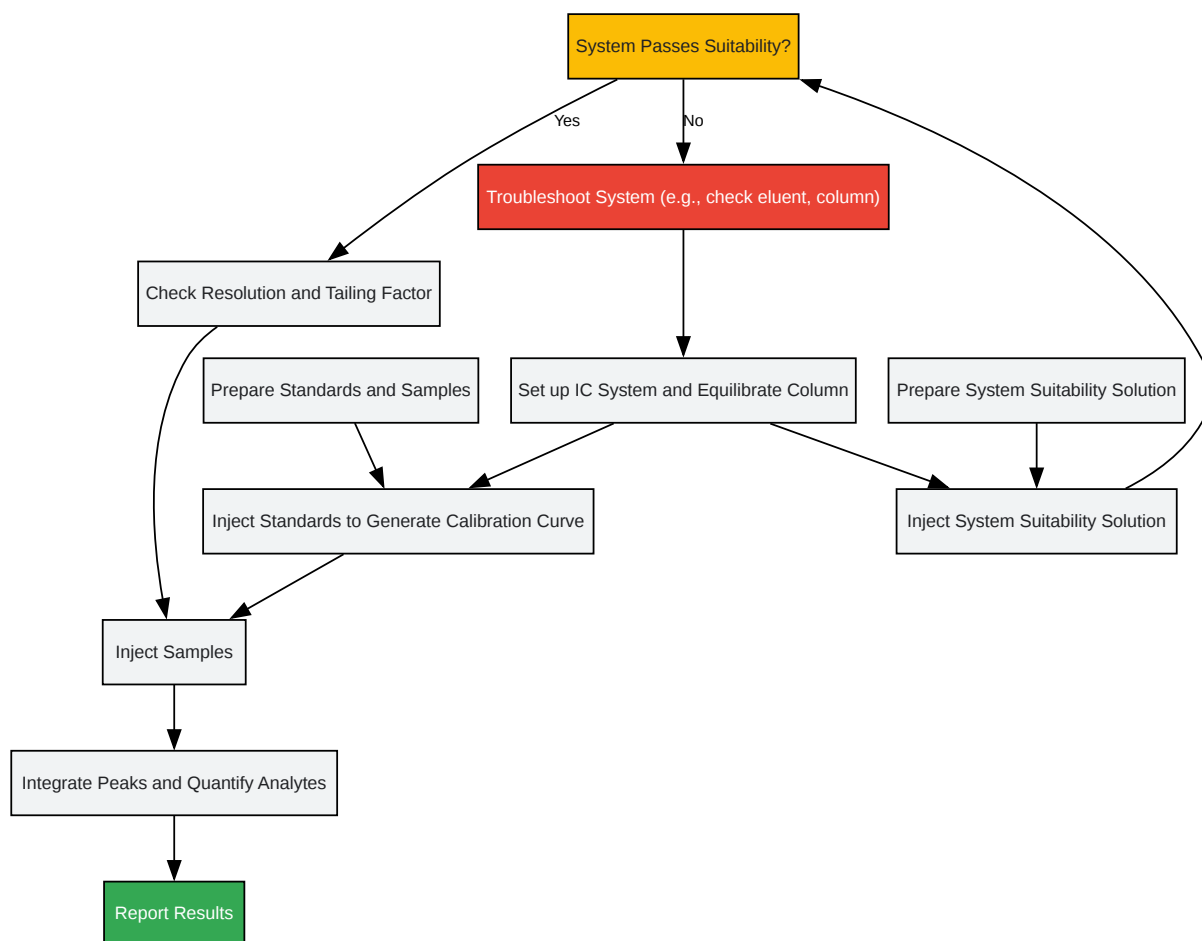 System Passes Suitability?
Yes
No
Troubleshoot System (e.g., check eluent, column)
Check Resolution and Tailing Factor
Prepare Standards and Samples
Set up IC System and Equilibrate Column
Prepare System Suitability Solution
Inject Standards to Generate Calibration Curve
Inject System Suitability Solution
Inject Samples
Integrate Peaks and Quantify Analytes
Report Results